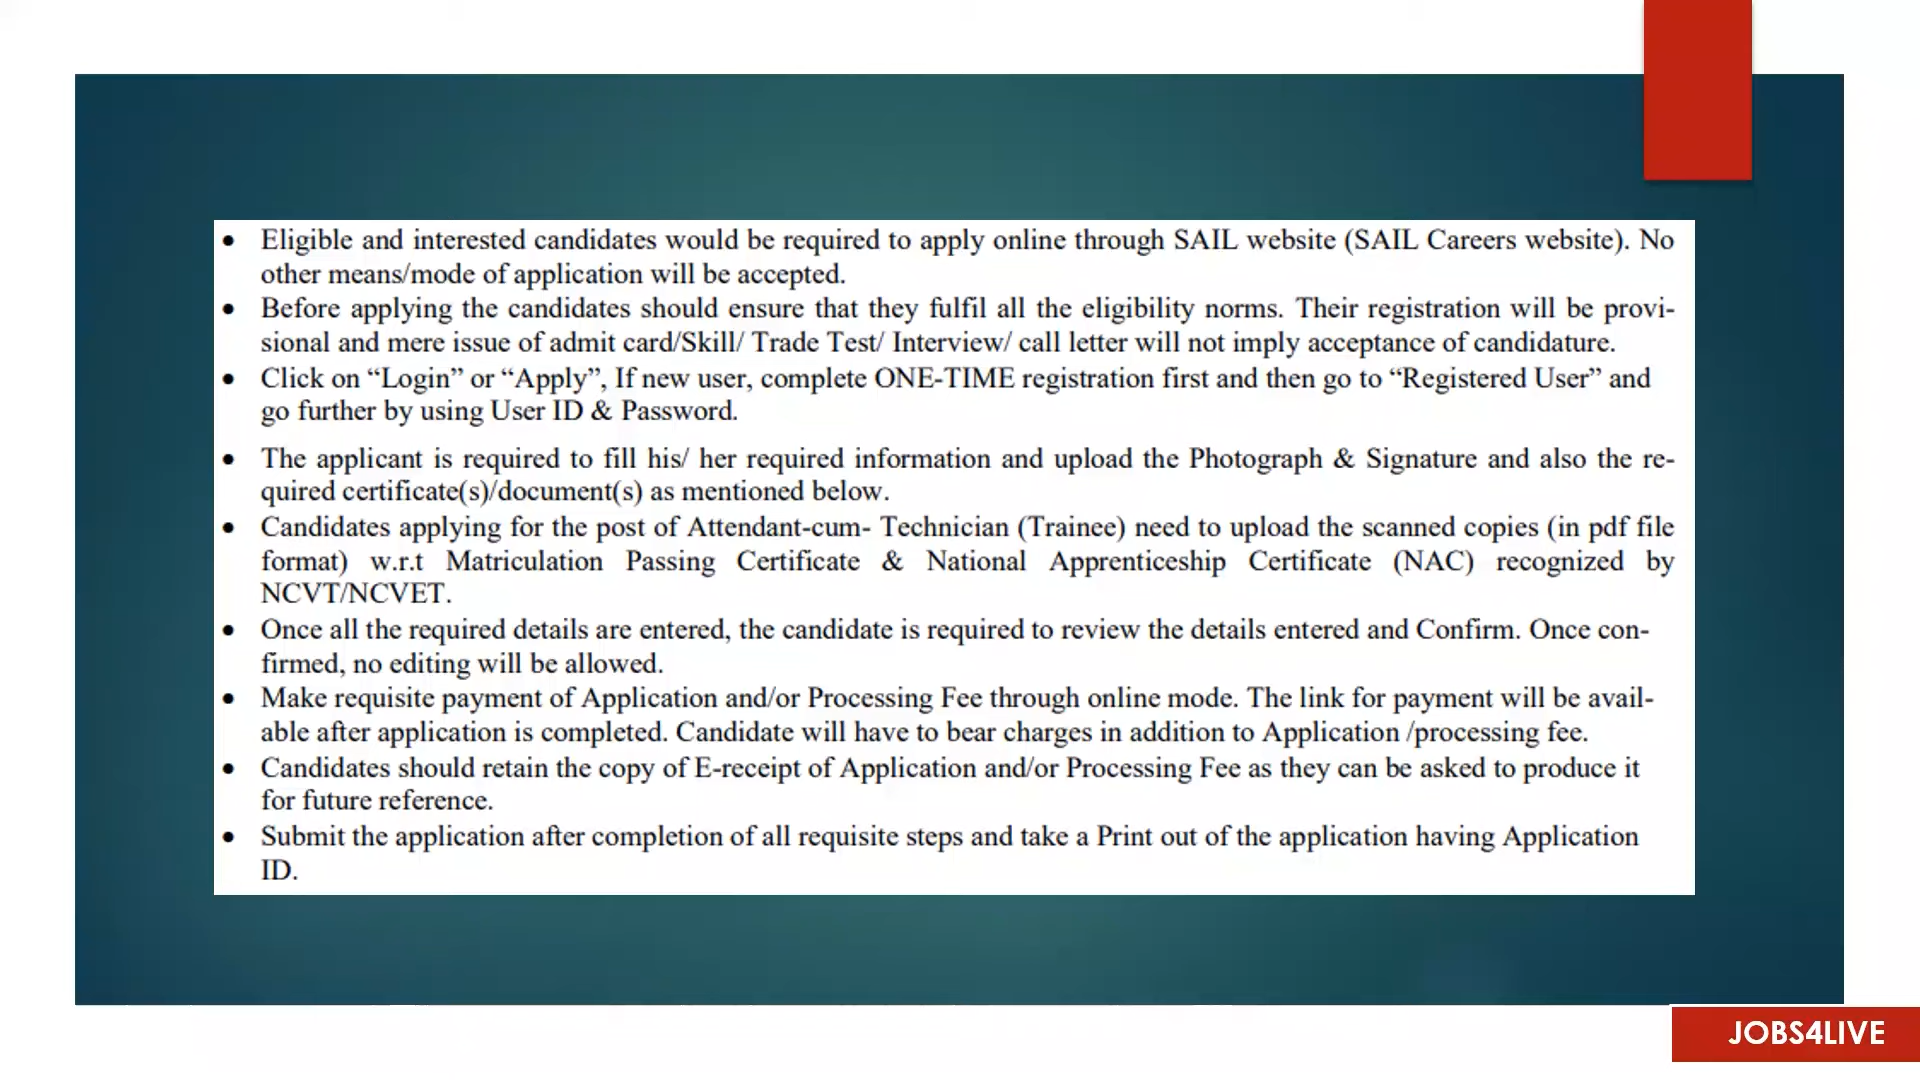 • Eligible and interested candidates would be required to apply online through SAIL website (SAIL Careers website). No
other means/mode of application will be accepted.
• Before applying the candidates should ensure that they fulfil all the eligibility norms. Their registration will be provi-
sional and mere issue of admit card/Skill/ Trade Test/ Interview/ call letter will not imply acceptance of candidature.
• Click on “Login” or “Apply”, If new user, complete ONE-TIME registration first and then go to “Registered User” and
go further by using User ID & Password.
• The applicant is required to fill his/ her required information and upload the Photograph & Signature and also the re-
quired certificate(s)/document(s) as mentioned below.
• Candidates applying for the post of Attendant-cum- Technician (Trainee) need to upload the scanned copies (in pdf file
format) w.r.t Matriculation Passing Certificate & National Apprenticeship Certificate (NAC) recognized by
NCVT/NCVET.
• Once all the required details are entered, the candidate is required to review the details entered and Confirm. Once con-
firmed, no editing will be allowed.
• Make requisite payment of Application and/or Processing Fee through online mode. The link for payment will be avail-
able after application is completed. Candidate will have to bear charges in addition to Application /processing fee.
• Candidates should retain the copy of E-receipt of Application and/or Processing Fee as they can be asked to produce it
for future reference.
• Submit the application after completion of all requisite steps and take a Print out of the application having Application
ID.
JOBS4LIVE